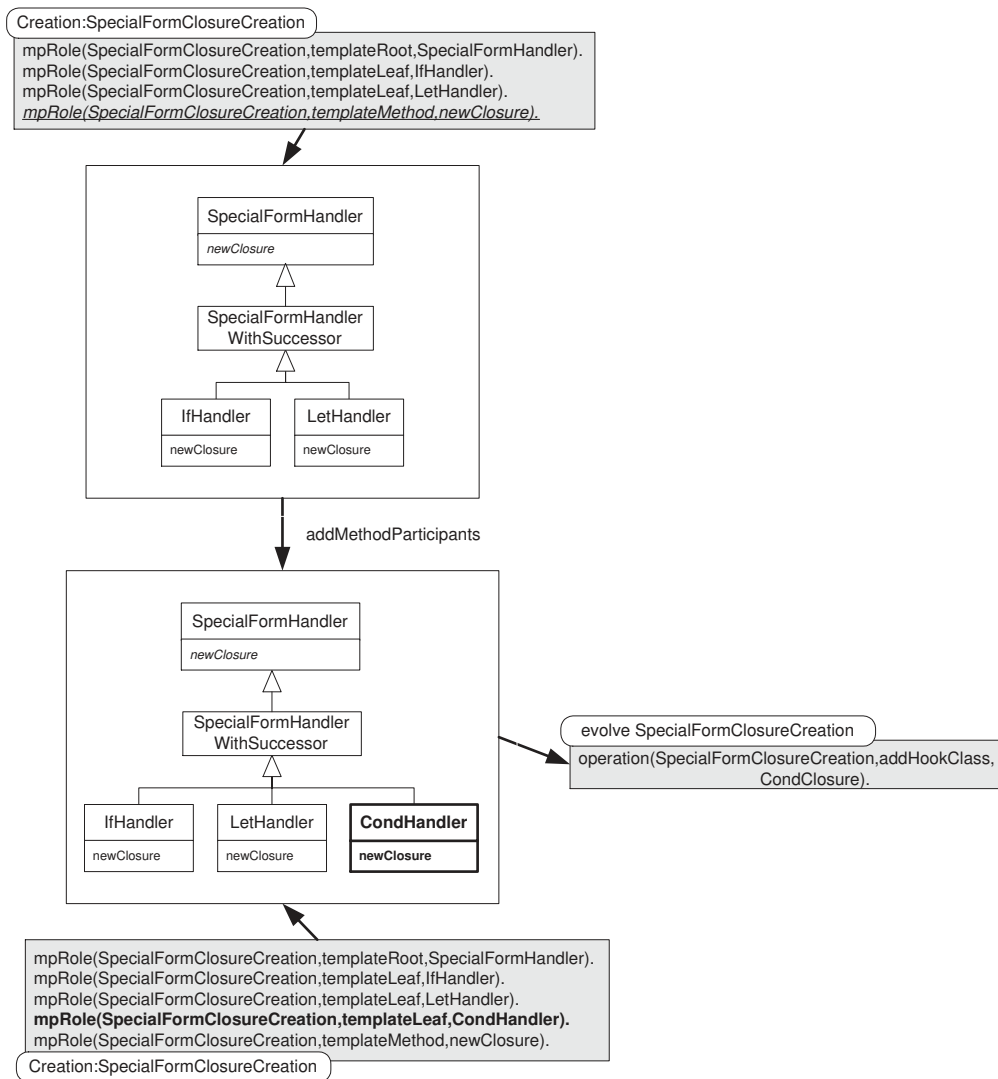 Creation:SpecialFormClosureCreation
mpRole(SpecialFormClosureCreation,templateRoot,SpecialFormHandler).
mpRole(SpecialFormClosureCreation,templateLeaf,IfHandler).
mpRole(SpecialFormClosureCreation,templateLeaf,LetHandler).
mpRole(SpecialFormClosureCreation,templateMethod,newClosure).
SpecialFormHandler
newClosure
SpecialFormHandler
WithSuccessor
IfHandler
newClosure
LetHandler
newClosure
addMethodParticipants
SpecialFormHandler
newClosure
SpecialFormHandler
WithSuccessor
IfHandler
newClosure
LetHandler
newClosure
CondHandler
newClosure
evolve SpecialFormClosureCreation
operation(SpecialFormClosureCreation,addHookClass,
CondClosure).
mpRole(SpecialFormClosureCreation,templateRoot,SpecialFormHandler).
mpRole(SpecialFormClosureCreation,templateLeaf,IfHandler).
mpRole(SpecialFormClosureCreation,templateLeaf,LetHandler).
mpRole(SpecialFormClosureCreation,templateLeaf,CondHandler).
mpRole(SpecialFormClosureCreation,templateMethod,newClosure).
Creation:SpecialFormClosureCreation